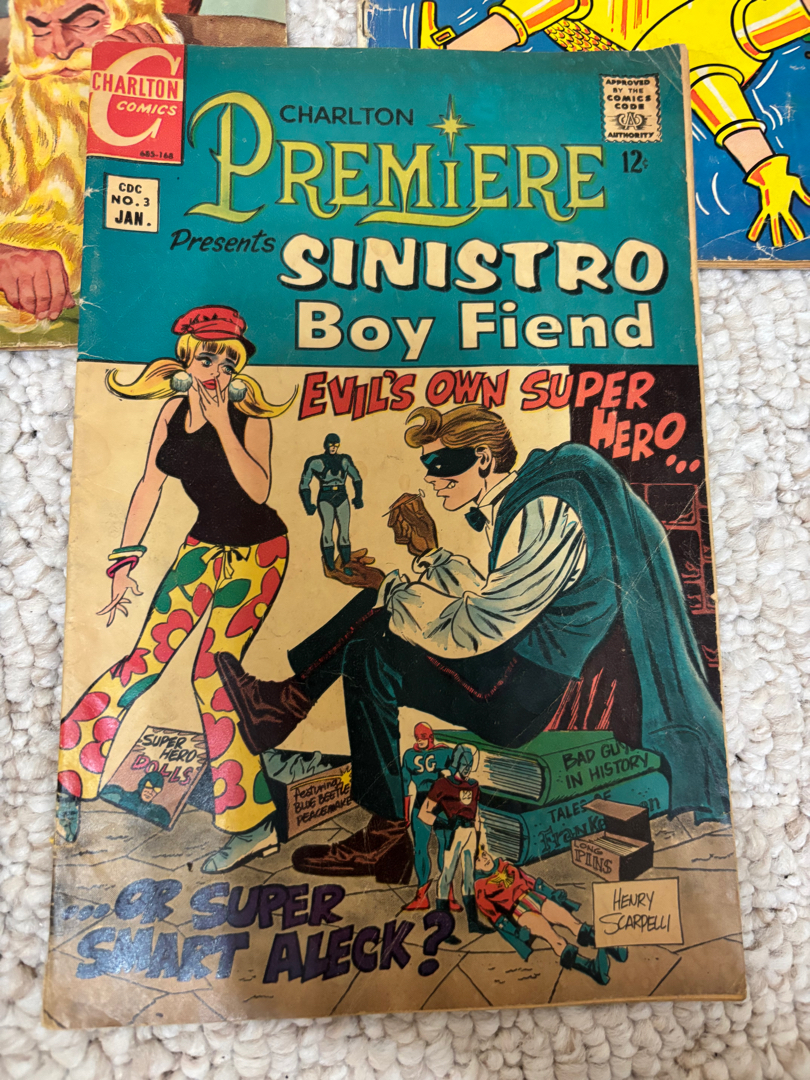 CHARLTON
COMICS
685-168
CDC
NO. 3
JAN.
CHARLTON
PREMIERE
APPROVED
BY THE
COMICS
CODE
CA
AUTHORITY
12¢
Presents
SINISTRO
Boy Fiend
EVIL'S OWN SUPER
HERO...
SUPER
HERO
DOLLS!
Featuring
BLUE BEETLE
PEACEMAKER
SG
BAD GUYS
IN HISTORY
TALES OF
LONG
PINS
HENRY
SCARPELLI
...OR SUPER
SMART ALECK?